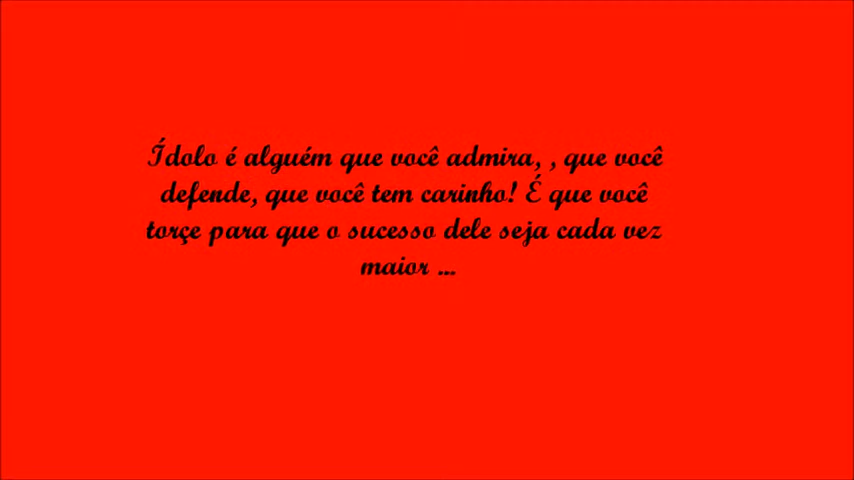 Ídolo é alguém que você admira, , que você
defende, que você tem carinho! É que você
torçe para que o sucesso dele seja cada vez
maior ...